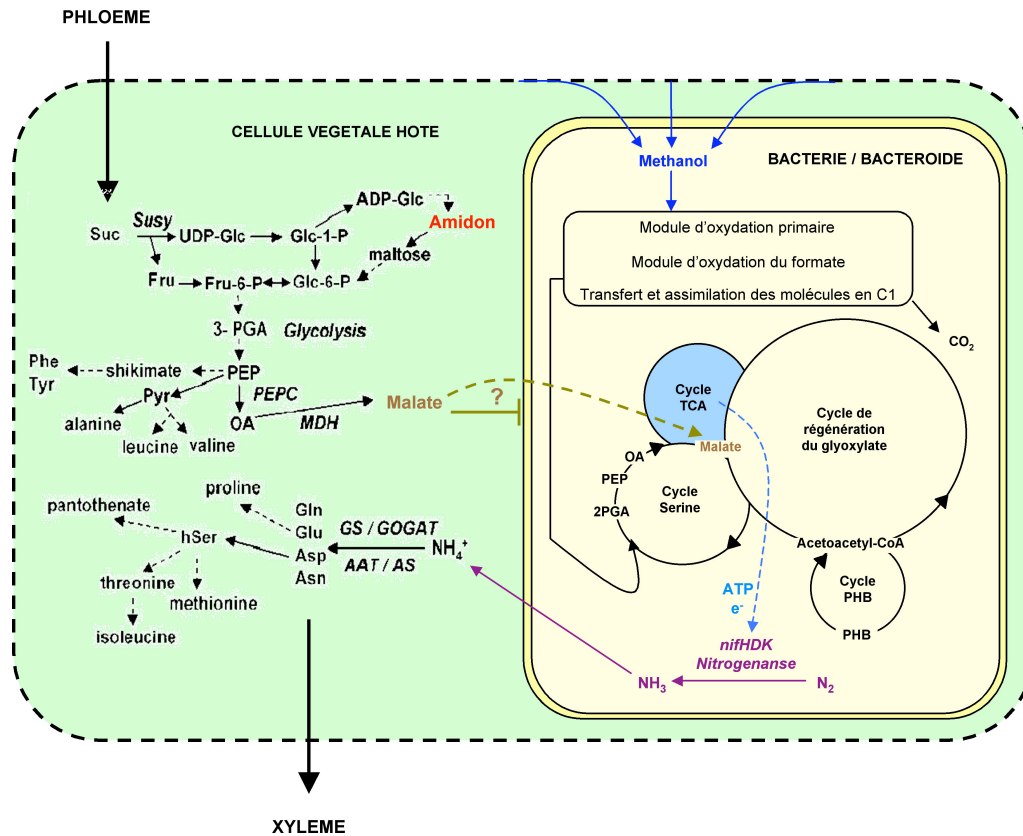 PHLOEME
CELLULE VEGETALE HOTE
BACTERIE / BACTEROIDE
Methanol
Module d'oxydation primaire
Module d'oxydation du formate
Transfert et assimilation des molécules en C1
CO2
ADP-Glc
Amidon
Suc
Susy
UDP-Glc
Glc-1-P
maltose
Fru
Fru-6-P
Glc-6-P
3- PGA
Glycolysis
Phe
Tyr
shikimate
PEP
Pyr
PEPC
alanine
OA
MDH
leucine
valine
Malate
?
Cycle
TCA
Malate
Cycle de
régénération
du glyoxylate
OA
PEP
2PGA
Cycle
Serine
Acetoacetyl-CoA
Cycle
PHB
PHB
proline
pantothenate
Gln
Glu
Asp
Asn
GS / GOGAT
AAT / AS
NH4+
hSer
threonine
methionine
isoleucine
ATP
e-
nifHDK
Nitrogenanse
NH3
N2
XYLEME